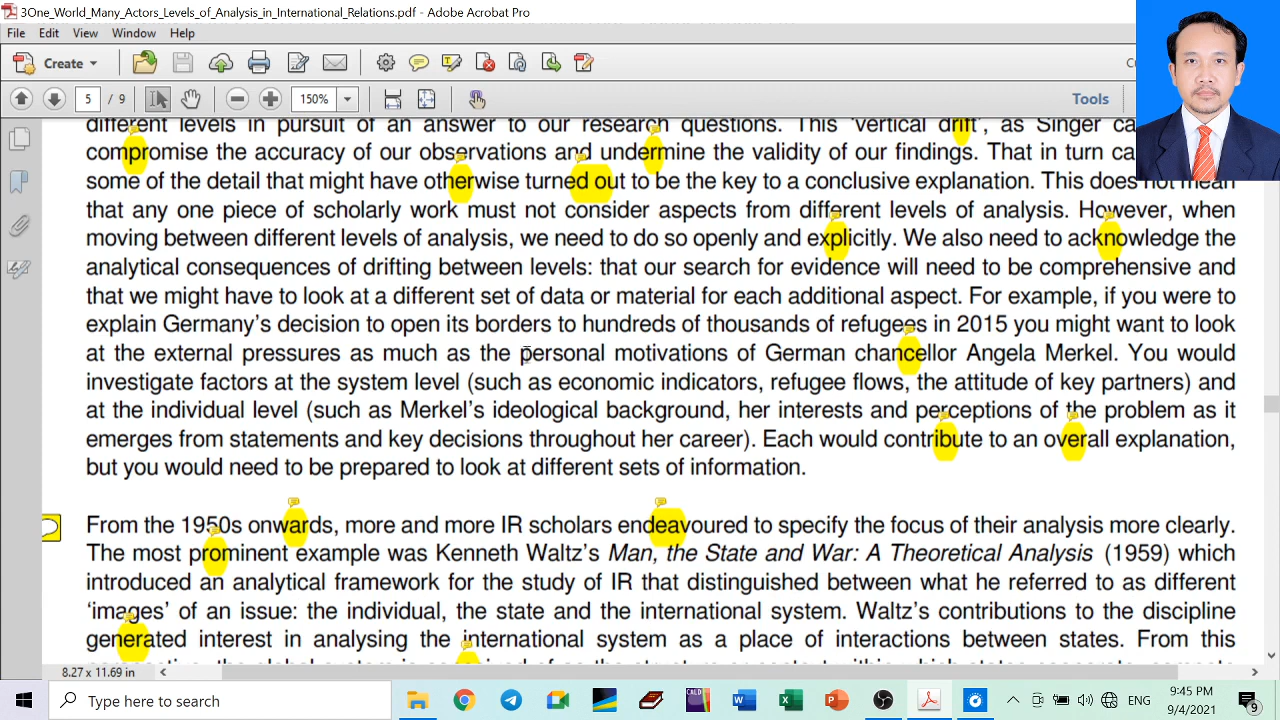 3One_World_Many_Actors_Levels_of_Analysis_in_International_Relations.pdf - Adobe Acrobat Pro
File Edit View Window Help
Create
5 / 9 150% Tools
different levels in pursuit of an answer to our research questions. This 'vertical drift', as Singer
compromise the accuracy of our observations and undermine the validity of our findings. That in turn
some of the detail that might have otherwise turned out to be the key to a conclusive explanation. This does not mean
that any one piece of scholarly work must not consider aspects from different levels of analysis. However, when
moving between different levels of analysis, we need to do so openly and explicitly. We also need to acknowledge the
analytical consequences of drifting between levels: that our search for evidence will need to be comprehensive and
that we might have to look at a different set of data or material for each additional aspect. For example, if you were to
explain Germany's decision to open its borders to hundreds of thousands of refugees in 2015 you might want to look
at the external pressures as much as the personal motivations of German chancellor Angela Merkel. You would
investigate factors at the system level (such as economic indicators, refugee flows, the attitude of key partners) and
at the individual level (such as Merkel's ideological background, her interests and perceptions of the problem as it
emerges from statements and key decisions throughout her career). Each would contribute to an overall explanation,
but you would need to be prepared to look at different sets of information.
From the 1950s onwards, more and more IR scholars endeavoured to specify the focus of their analysis more clearly.
The most prominent example was Kenneth Waltz's Man, the State and War: A Theoretical Analysis (1959) which
introduced an analytical framework for the study of IR that distinguished between what he referred to as different
'images' of an issue: the individual, the state and the international system. Waltz's contributions to the discipline
generated interest in analysing the international system as a place of interactions between states. From this
8.27 x 11.69 in
Type here to search
CALD
ENG
9:45 PM
9/4/2021
9